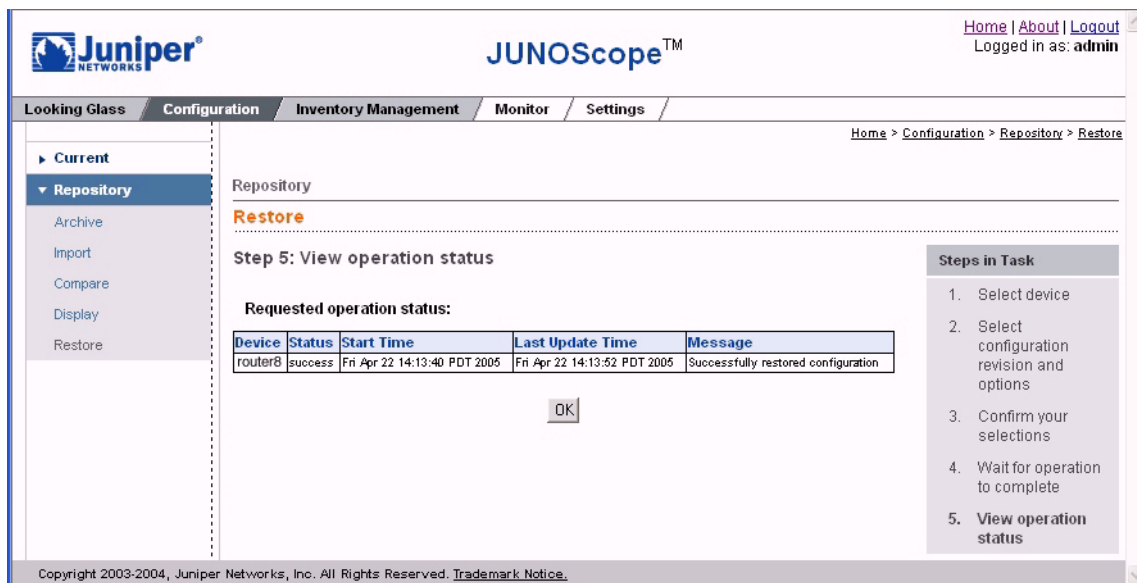 Juniper®
NETWORKS
JUNOScope™
Home | About | Logout
Logged in as: admin
Looking Glass / Configuration / Inventory Management / Monitor / Settings /
Home > Configuration > Repository > Restore
Current
Repository
Archive
Import
Compare
Display
Restore
Repository
Restore
Step 5: View operation status
Requested operation status:
Device Status Start Time Last Update Time Message
router8 success Fri Apr 22 14:13:40 PDT 2005 Fri Apr 22 14:13:52 PDT 2005 Successfully restored configuration
OK
Steps in Task
1. Select device
2. Select
configuration
revision and
options
3. Confirm your
selections
4. Wait for operation
to complete
5. View operation
status
Copyright 2003-2004, Juniper Networks, Inc. All Rights Reserved. Trademark Notice.